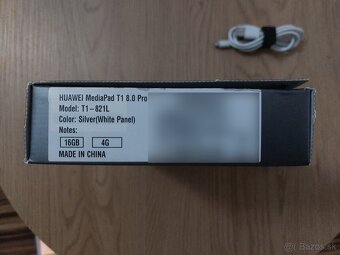 HUAWEI MediaPad T1 8.0 Pro
Model: T1-821L
Color: Silver(White Panel)
Notes:
16GB 4G
MADE IN CHINA
Bazos.sk